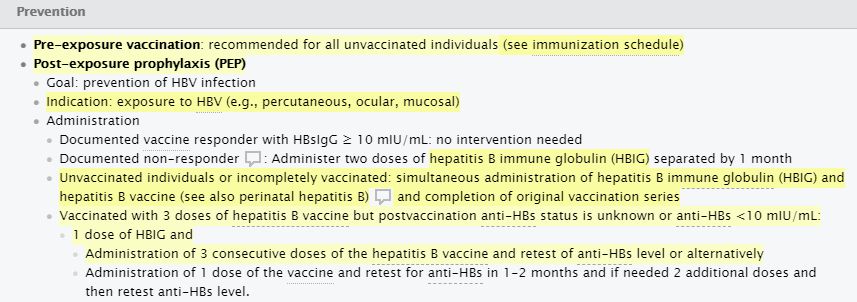 Prevention
Pre-exposure vaccination: recommended for all unvaccinated individuals (see immunization schedule)
Post-exposure prophylaxis (PEP)
Goal: prevention of HBV infection
Indication: exposure to HBV (e.g., percutaneous, ocular, mucosal)
Administration
Documented vaccine responder with HBsIgG ≥ 10 mIU/mL: no intervention needed
Documented non-responder : Administer two doses of hepatitis B immune globulin (HBIG) separated by 1 month
Unvaccinated individuals or incompletely vaccinated: simultaneous administration of hepatitis B immune globulin (HBIG) and
hepatitis B vaccine (see also perinatal hepatitis B) and completion of original vaccination series
Vaccinated with 3 doses of hepatitis B vaccine but postvaccination anti-HBs status is unknown or anti-HBs <10 mIU/mL:
1 dose of HBIG and
Administration of 3 consecutive doses of the hepatitis B vaccine and retest of anti-HBs level or alternatively
Administration of 1 dose of the vaccine and retest for anti-HBs in 1-2 months and if needed 2 additional doses and
then retest anti-HBs level.